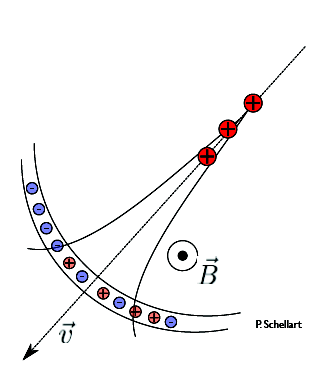 B⃗
P. Schellart
v⃗